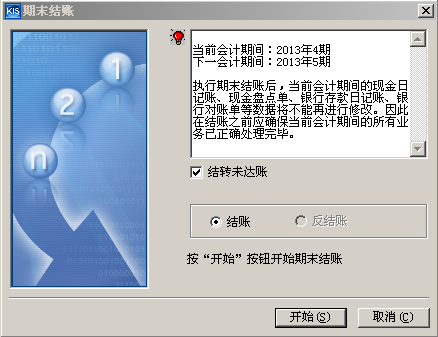 KIS 期末结账
当前会计期间：2013年4期
下一会计期间：2013年5期
执行期末结账后，当前会计期间的现金日
记账、现金盘点单、银行存款日记账、银
行对账单等数据将不能再进行修改。因此
在结账之前应确保当前会计期间的所有业
务已正确处理完毕。
1
2
n
结转未达账
结账 反结账
按“开始”按钮开始期末结账
开始(S) 取消(C)